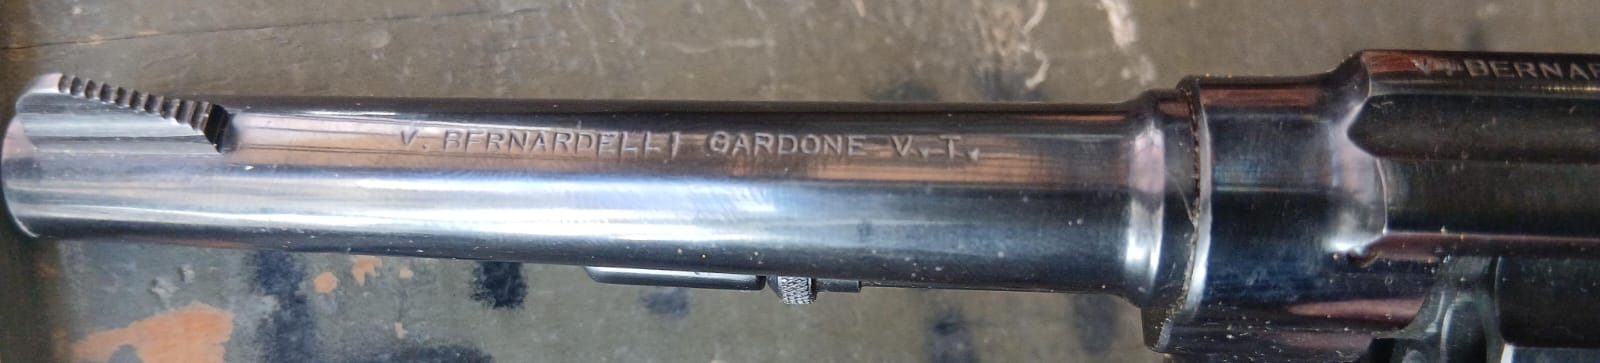 V. BERNARDELLI GARDONE V.T.
V. BERNAR